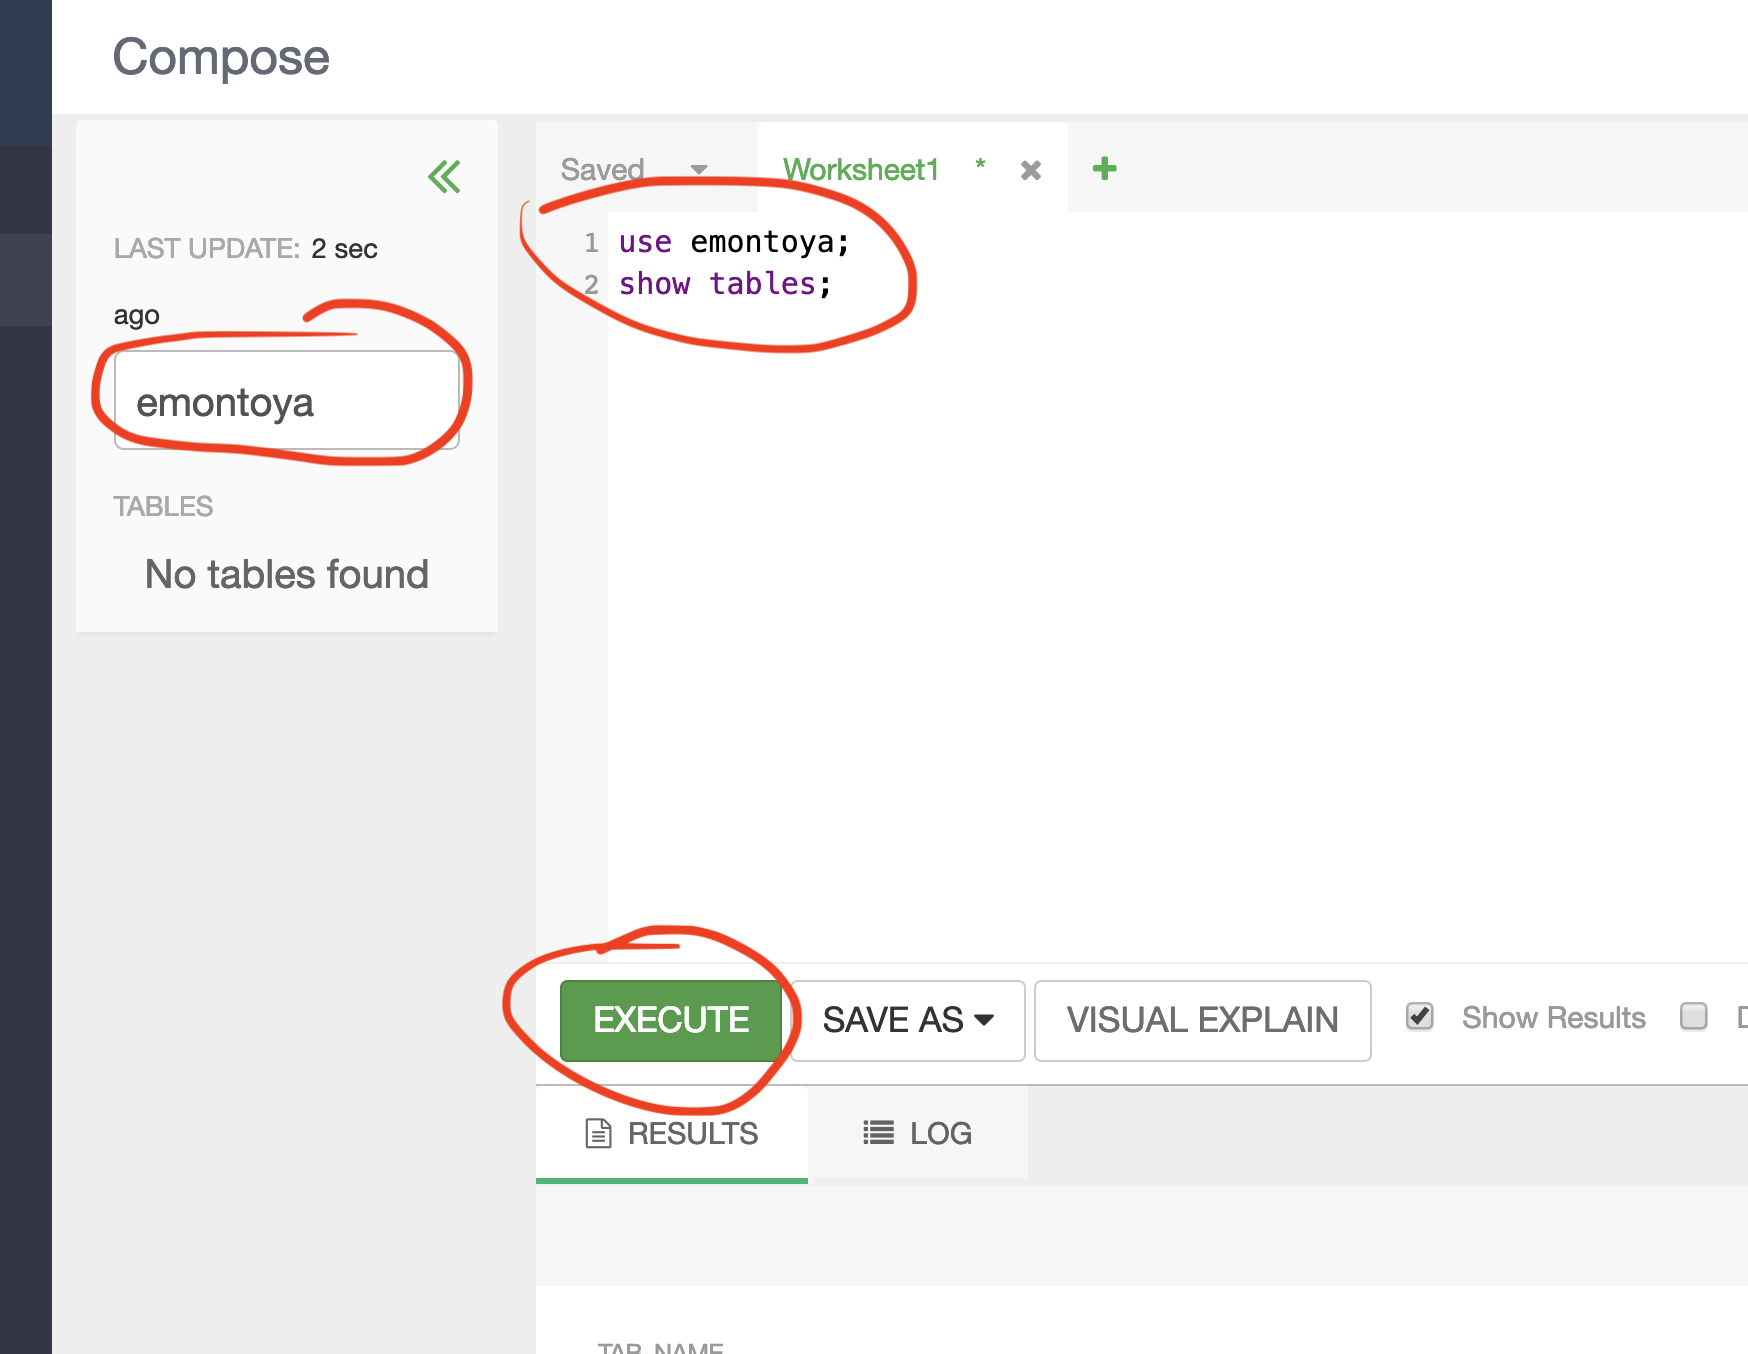 Compose
LAST UPDATE: 2 sec
ago
emontoya
TABLES
No tables found
Saved
Worksheet1 *
1 use emontoya;
2 show tables;
EXECUTE
SAVE AS
VISUAL EXPLAIN
Show Results
RESULTS
LOG
TAB_NAME